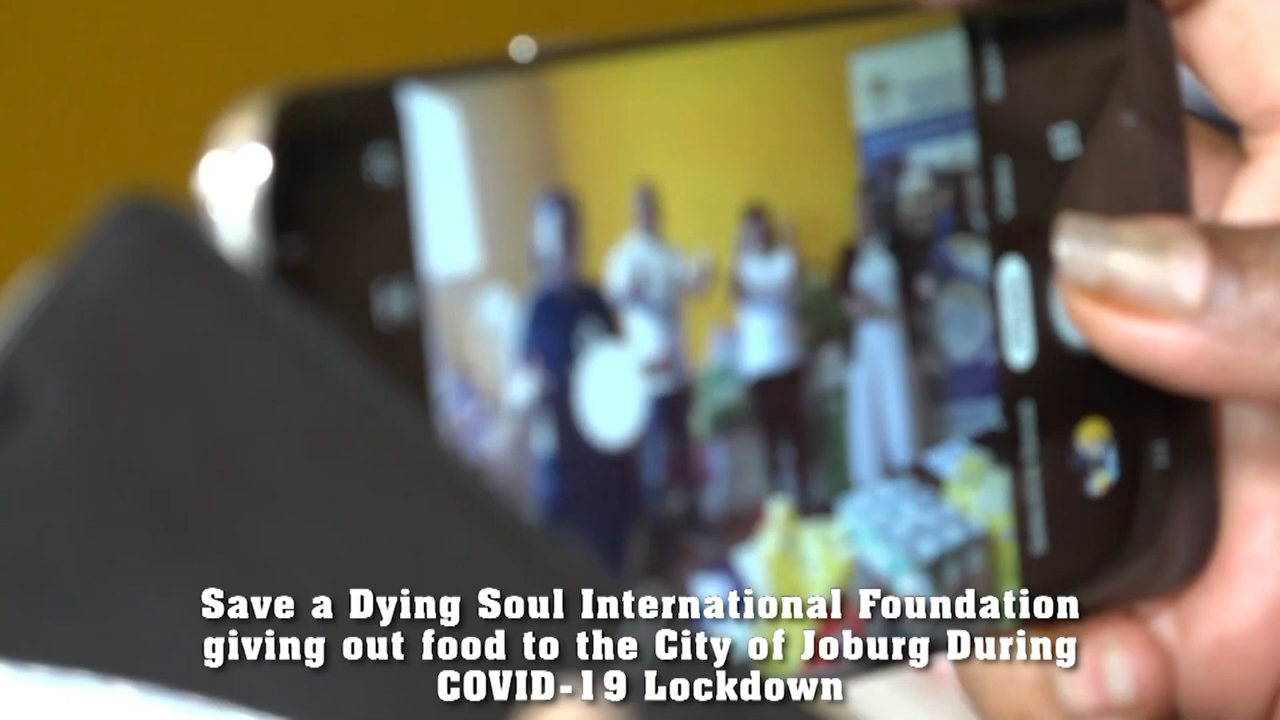 Save a Dying Soul International Foundation
giving out food to the City of Joburg During
COVID-19 Lockdown